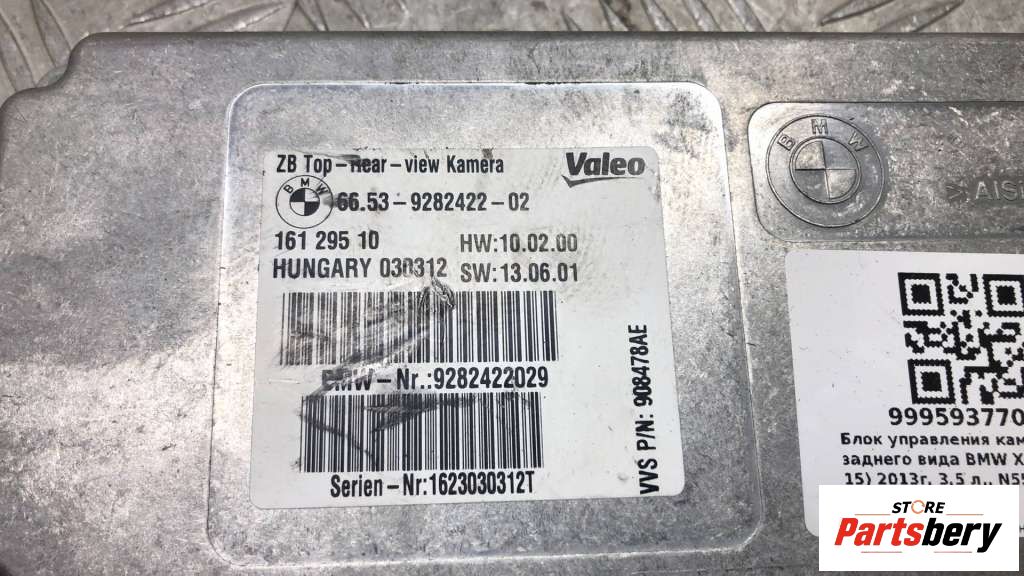 ZB Top-Rear-view Kamera
Valeo
BMW
66.53-9282422-02
161 295 10
HW:10.02.00
HUNGARY 030312
SW:13.06.01
BMW-Nr.:9282422029
Serien-Nr:1623030312T
VVS P/N: 908478AE
BMW
999593770
Блок управления
заднего вида BMW X
15) 2013г. 3,5 л., N55
STORE
Partsbery